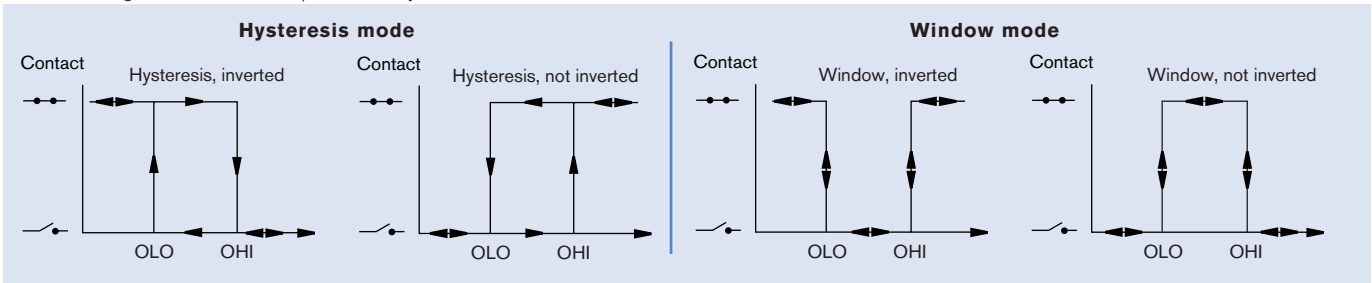 Hysteresis mode
Window mode
Contact
Hysteresis, inverted
Contact
Hysteresis, not inverted
Contact
Window, inverted
Contact
Window, not inverted
OLO OHI
OLO OHI
OLO OHI
OLO OHI